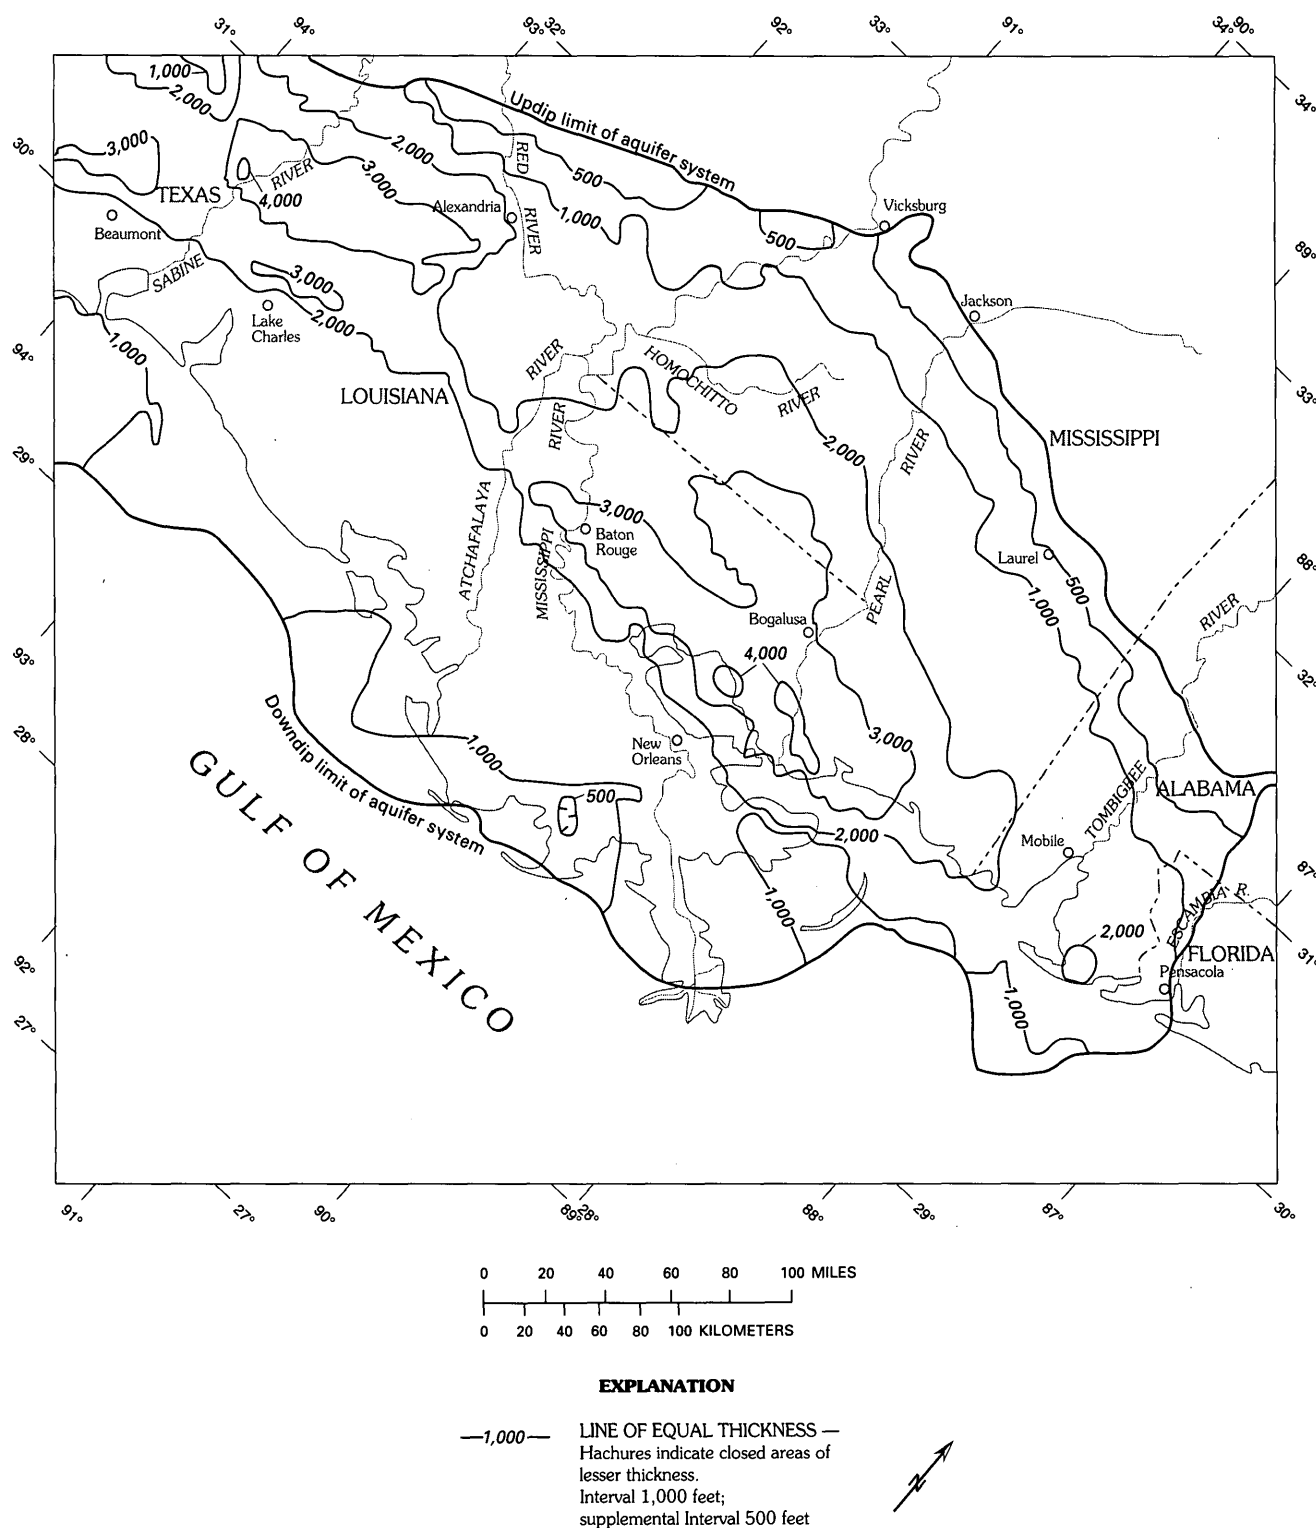 31° 94° 93° 32° 92° 33° 91° 34° 90°
34°
1,000
2,000
Updip limit of aquifer system
30°
3,000
2,000
RED
500
3,000
RIVER
4,000
TEXAS
1,000
Alexandria
RIVER
Vicksburg
500
Beaumont
89°
SABINE
3,000
Jackson
Lake
Charles
2,000
94°
1,000
RIVER
HOMOCHITTO
RIVER
33°
LOUISIANA
RIVER
2,000
RIVER
MISSISSIPPI
29°
ATCHAFALAYA
3,000
Baton
Rouge
MISSISSIPPI
Laurel
88°
PEARL
1,000
500
RIVER
Bogalusa
93°
4,000
32°
28°
Downdip limit of aquifer system
1,000
New
Orleans
3,000
GULF OF MEXICO
500
TOMBIGBEE
ALABAMA
2,000
Mobile
87°
1,000
ESCAMBIA R.
2,000
FLORIDA
31°
92°
Pensacola
1,000
27°
91° 27° 90° 89° 28° 88° 29° 87° 30°
0 20 40 60 80 100 MILES
0 20 40 60 80 100 KILOMETERS
EXPLANATION
1,000 LINE OF EQUAL THICKNESS —
Hachures indicate closed areas of
lesser thickness.
Interval 1,000 feet;
supplemental Interval 500 feet
N